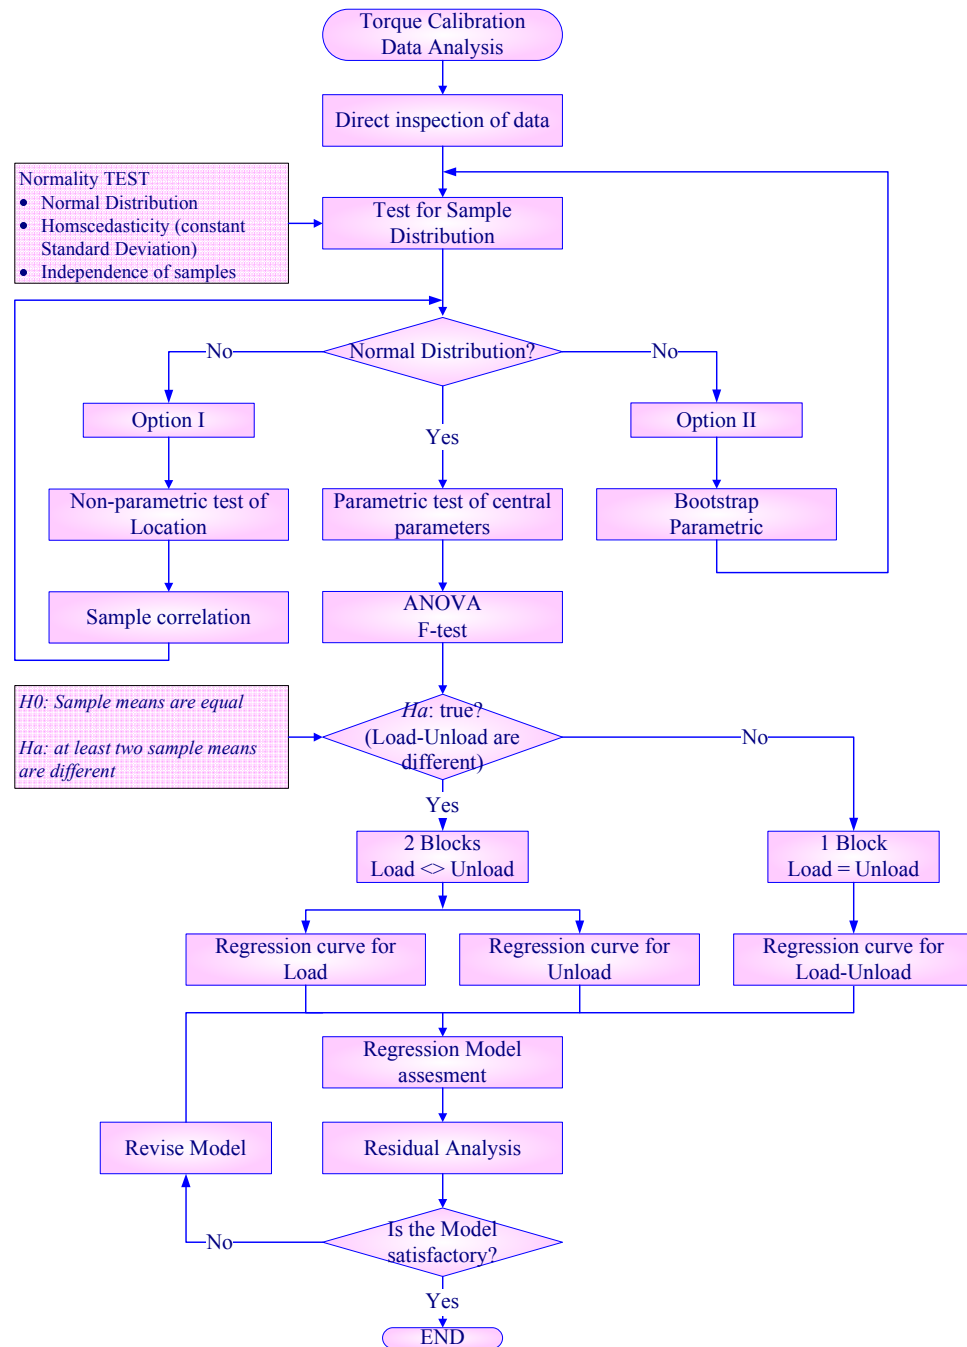 Torque Calibration
Data Analysis
Direct inspection of data
Normality TEST
• Normal Distribution
• Homscedasticity (constant
Standard Deviation)
• Independence of samples
Test for Sample
Distribution
Normal Distribution?
No
No
Yes
Option I
Option II
Non-parametric test of
Location
Parametric test of central
parameters
Bootstrap
Parametric
Sample correlation
ANOVA
F-test
H0: Sample means are equal
Ha: at least two sample means
are different
Ha: true?
(Load-Unload are
different)
No
Yes
2 Blocks
Load <> Unload
1 Block
Load = Unload
Regression curve for
Load
Regression curve for
Unload
Regression curve for
Load-Unload
Regression Model
assesment
Revise Model
Residual Analysis
Is the Model
satisfactory?
No
Yes
END